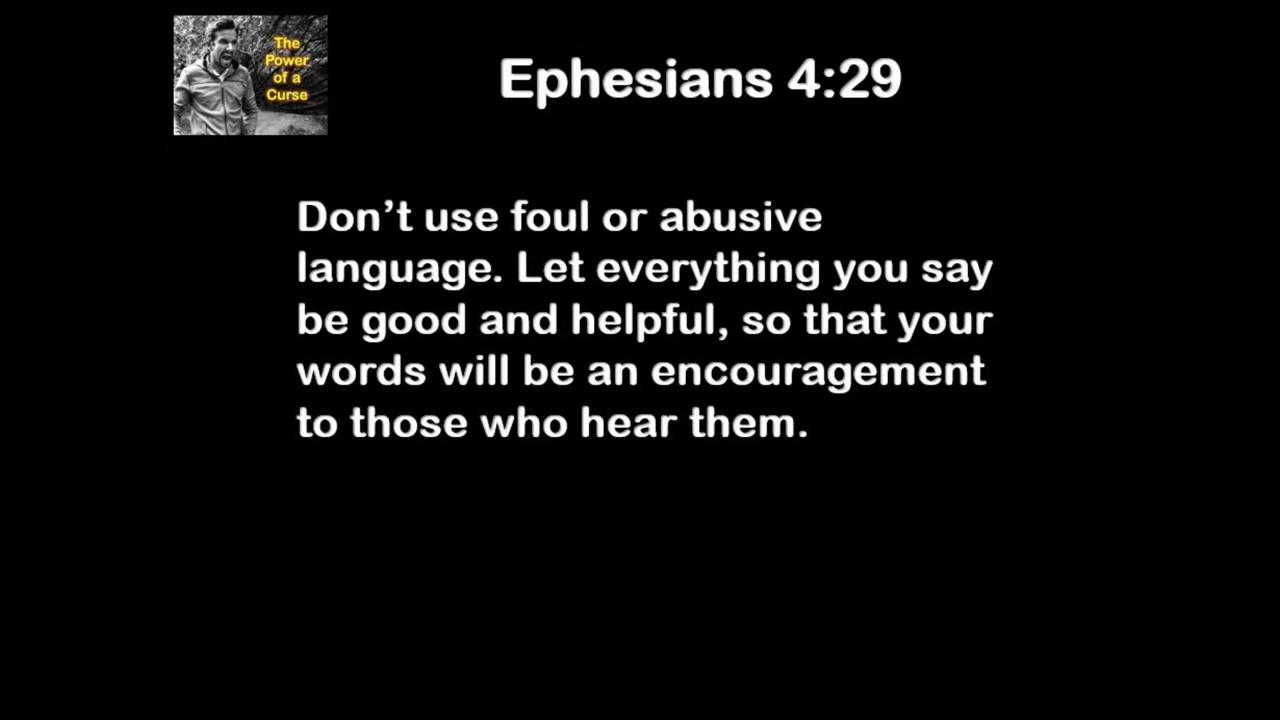 The
Power
of a
Curse
Ephesians 4:29
Don’t use foul or abusive
language. Let everything you say
be good and helpful, so that your
words will be an encouragement
to those who hear them.